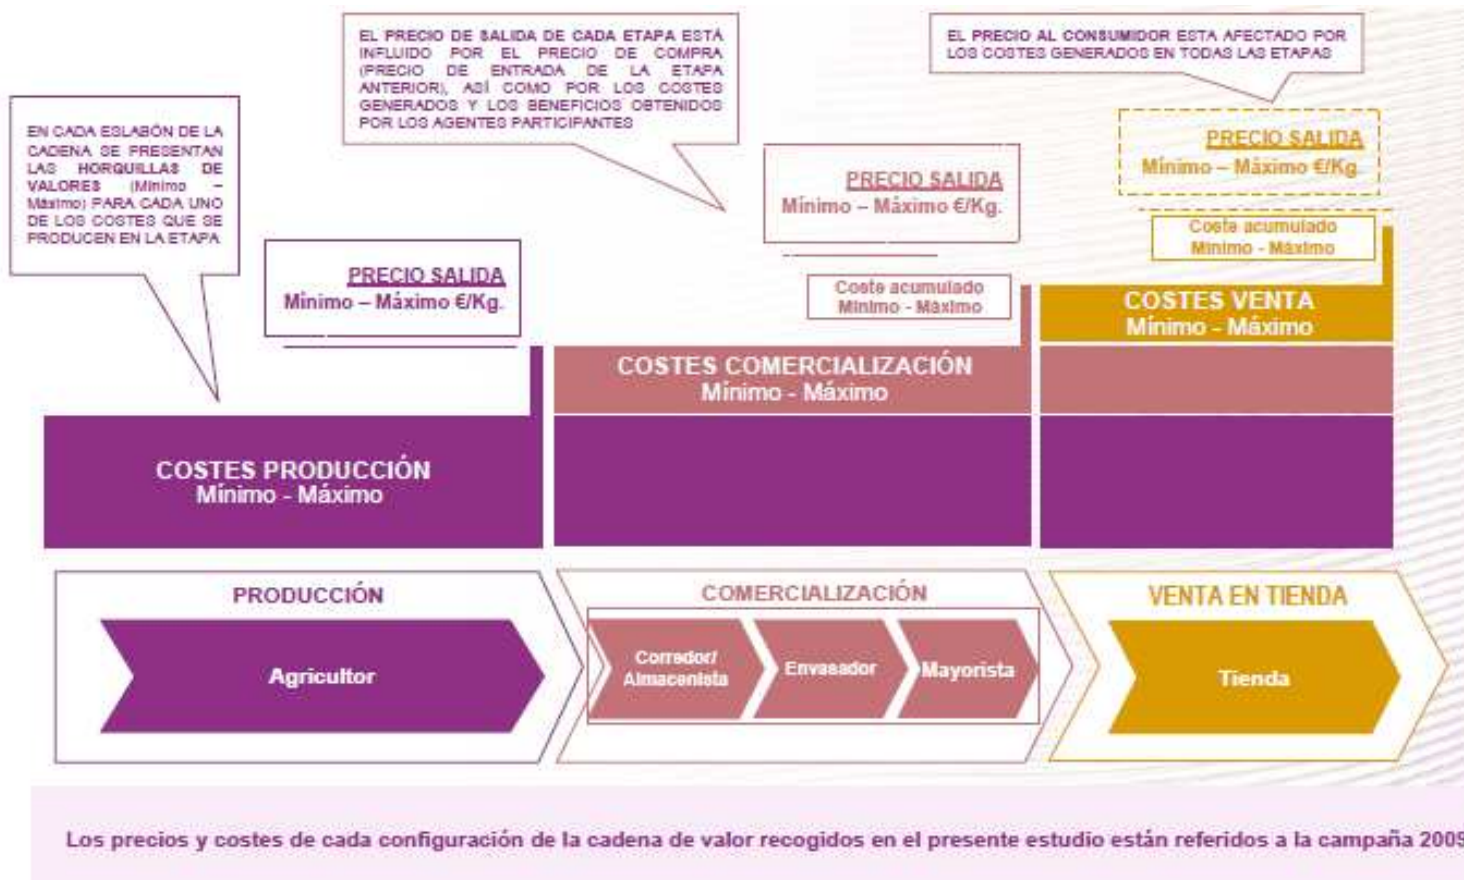 EL PRECIO DE SALIDA DE CADA ETAPA ESTÁ
INFLUIDO POR EL PRECIO DE COMPRA
(PRECIO DE ENTRADA DE LA ETAPA
ANTERIOR), ASÍ COMO POR LOS COSTES
GENERADOS Y LOS BENEFICIOS OBTENIDOS
POR LOS AGENTES PARTICIPANTES
EL PRECIO AL CONSUMIDOR ESTA AFECTADO POR
LOS COSTES GENERADOS EN TODAS LAS ETAPAS
EN CADA ESLABÓN DE LA
CADENA SE PRESENTAN
LAS HORQUILLAS DE
VALORES (Mínimo –
Máximo) PARA CADA UNO
DE LOS COSTES QUE SE
PRODUCEN EN LA ETAPA
PRECIO SALIDA
Mínimo – Máximo €/Kg.
PRECIO SALIDA
Mínimo – Máximo €/Kg.
PRECIO SALIDA
Mínimo – Máximo €/Kg.
Coste acumulado
Mínimo - Máximo
Coste acumulado
Mínimo - Máximo
COSTES VENTA
Mínimo - Máximo
COSTES COMERCIALIZACIÓN
Mínimo - Máximo
COSTES PRODUCCIÓN
Mínimo - Máximo
PRODUCCIÓN
Agricultor
COMERCIALIZACIÓN
Corredor/
Almacenista
Envasador
Mayorista
VENTA EN TIENDA
Tienda
Los precios y costes de cada configuración de la cadena de valor recogidos en el presente estudio están referidos a la campaña 2009